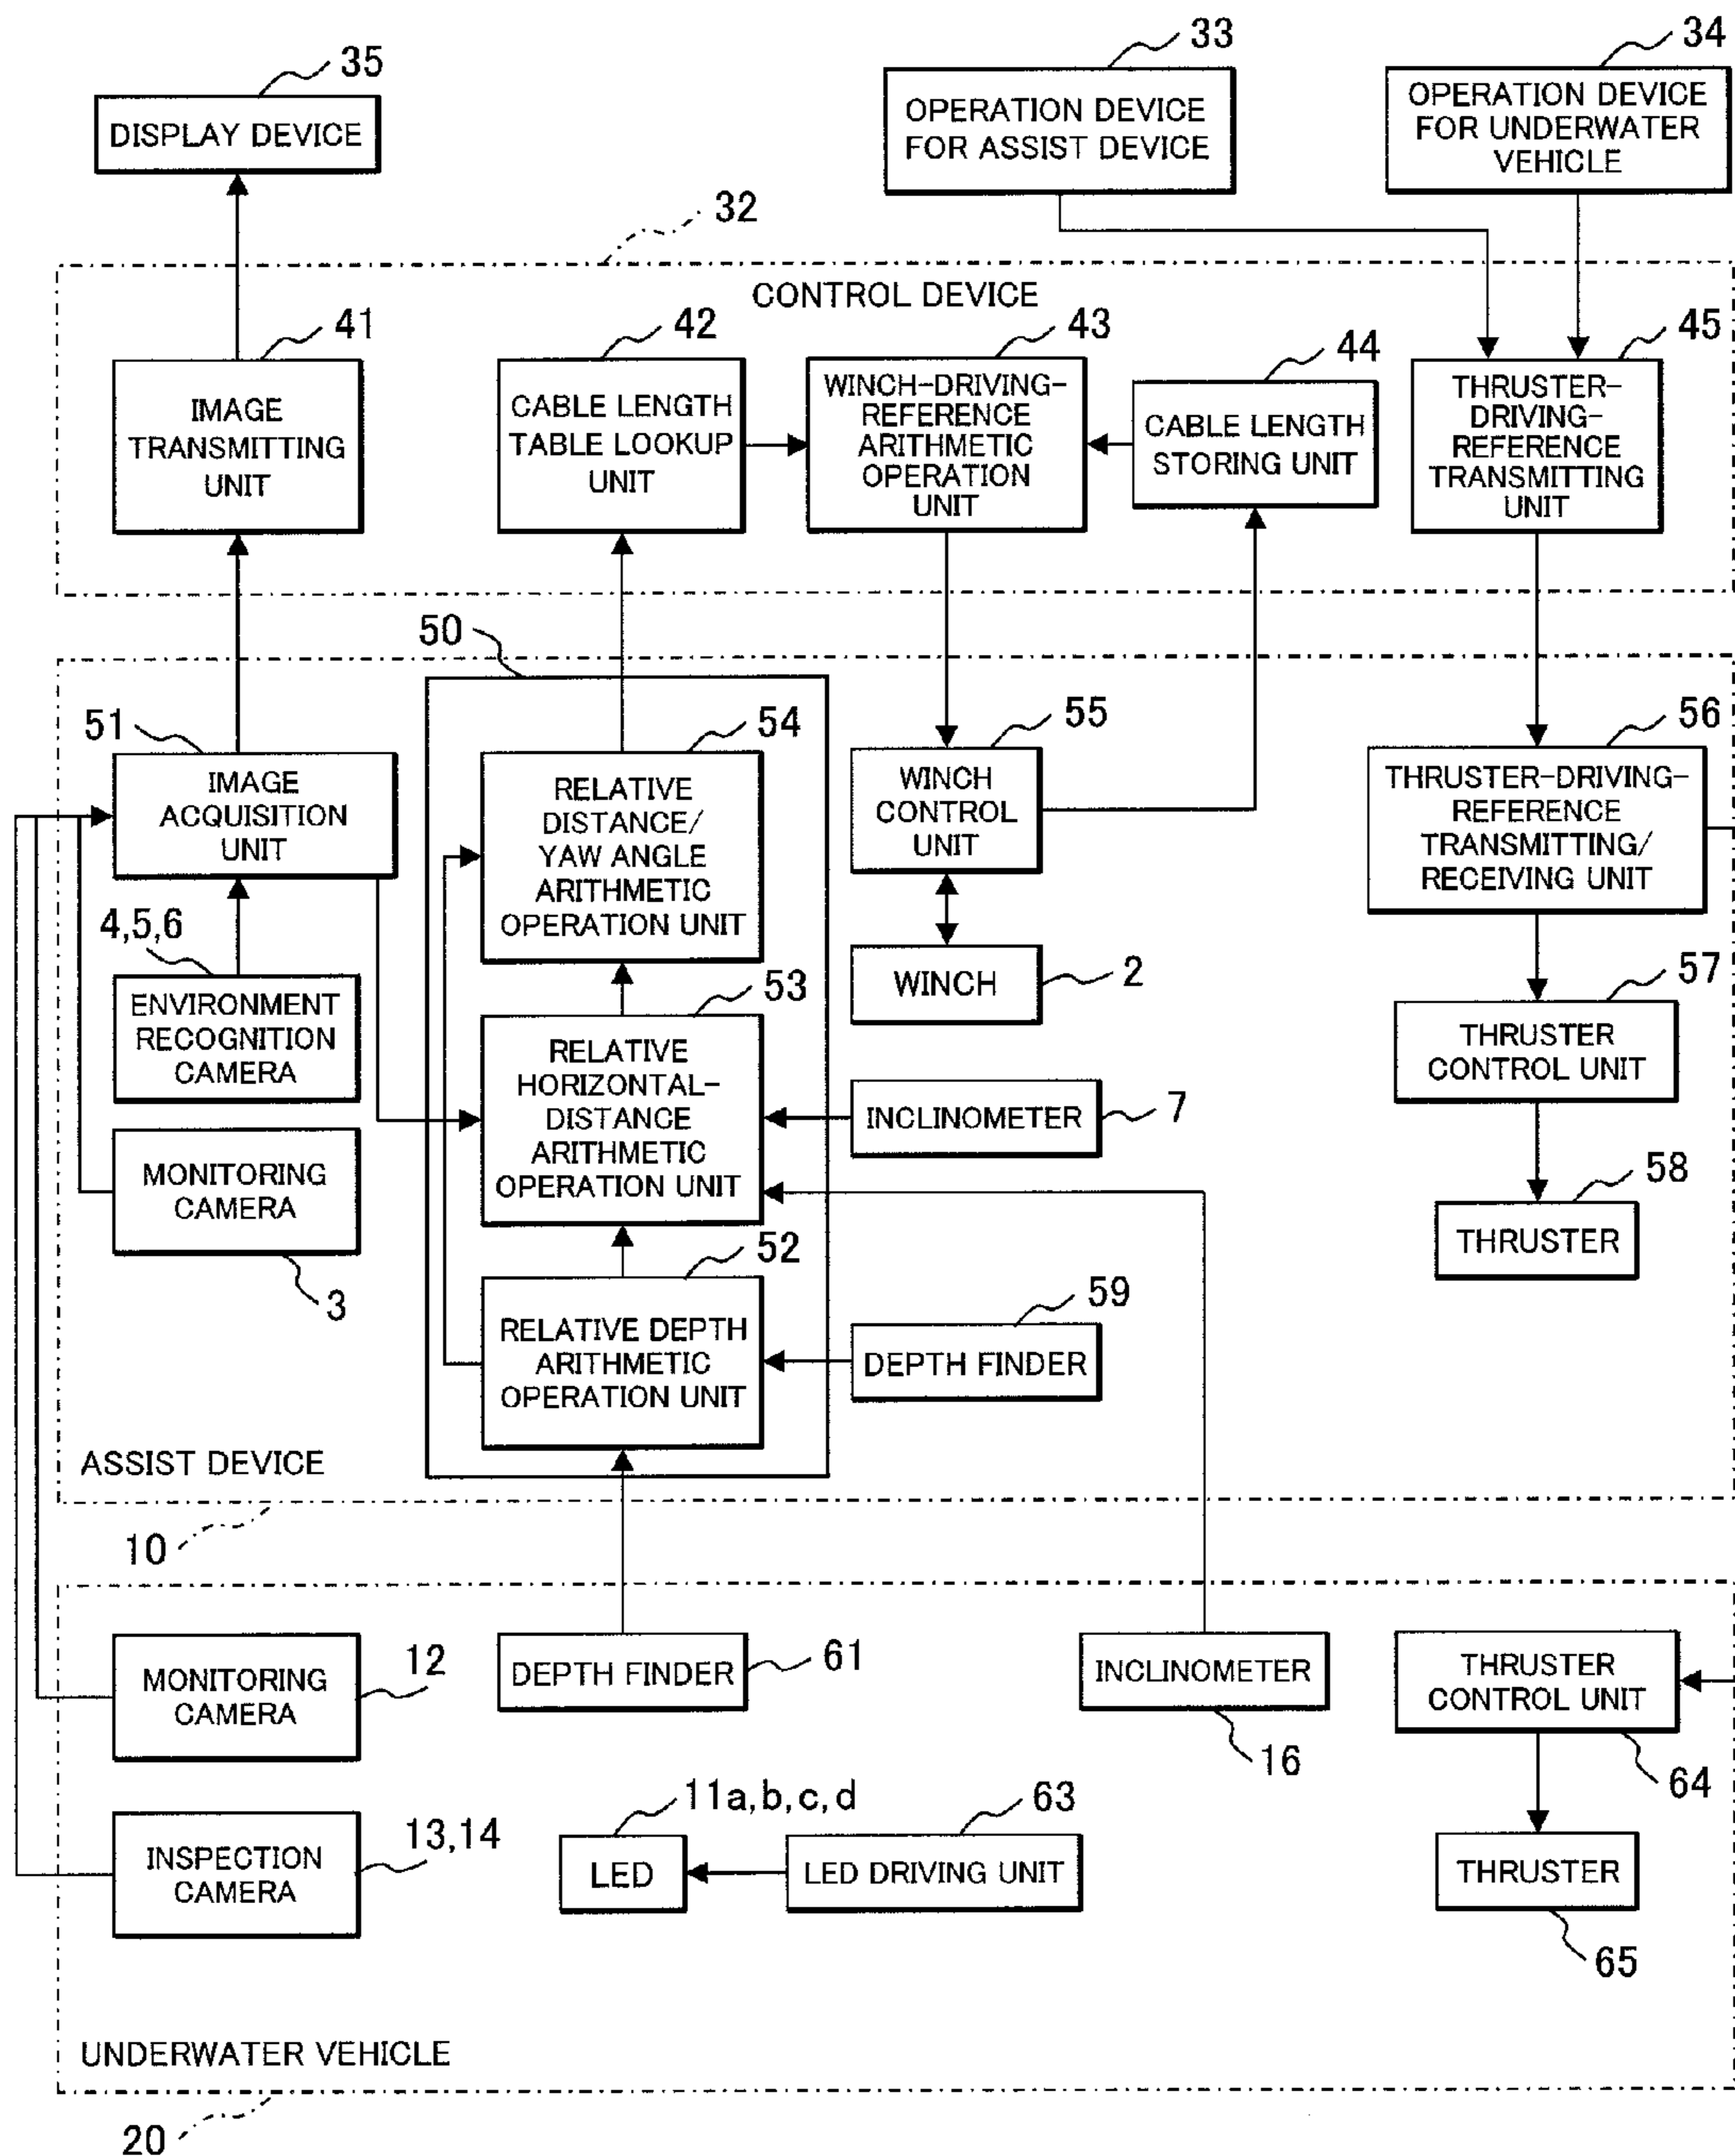 35
DISPLAY DEVICE
33
OPERATION DEVICE
FOR ASSIST DEVICE
34
OPERATION DEVICE
FOR UNDERWATER
VEHICLE
32
CONTROL DEVICE
41
IMAGE
TRANSMITTING
UNIT
42
CABLE LENGTH
TABLE LOOKUP
UNIT
43
WINCH-DRIVING-
REFERENCE
ARITHMETIC
OPERATION
UNIT
44
CABLE LENGTH
STORING UNIT
45
THRUSTER-
DRIVING-
REFERENCE
TRANSMITTING
UNIT
50
51
IMAGE
ACQUISITION
UNIT
54
RELATIVE
DISTANCE/
YAW ANGLE
ARITHMETIC
OPERATION UNIT
55
WINCH
CONTROL
UNIT
56
THRUSTER-DRIVING-
REFERENCE
TRANSMITTING/
RECEIVING UNIT
4,5,6
ENVIRONMENT
RECOGNITION
CAMERA
WINCH
2
53
RELATIVE
HORIZONTAL-
DISTANCE
ARITHMETIC
OPERATION UNIT
57
THRUSTER
CONTROL UNIT
INCLINOMETER
7
MONITORING
CAMERA
3
58
THRUSTER
52
RELATIVE DEPTH
ARITHMETIC
OPERATION UNIT
59
DEPTH FINDER
ASSIST DEVICE
10
MONITORING
CAMERA
12
DEPTH FINDER
61
INCLINOMETER
16
THRUSTER
CONTROL UNIT
64
INSPECTION
CAMERA
13,14
11a,b,c,d
LED
63
LED DRIVING UNIT
THRUSTER
65
UNDERWATER VEHICLE
20